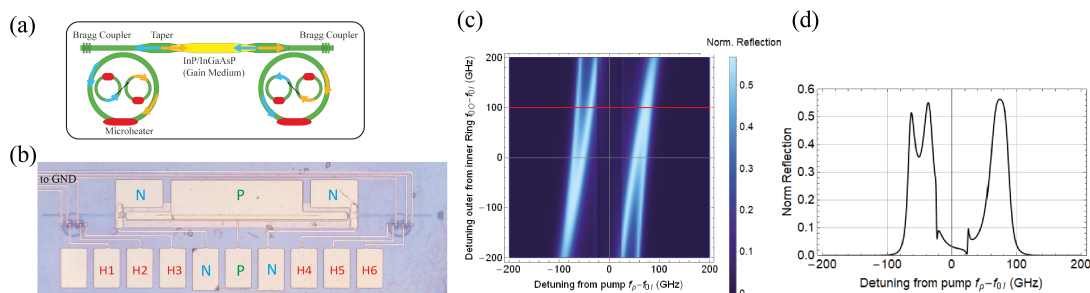 (a)
Bragg Coupler
Taper
Bragg Coupler
InP/InGaAsP
(Gain Medium)
Microheater
(b)
to GND
N
P
N
H1
H2
H3
N
P
N
H4
H5
H6
(c)
Norm. Reflection
Detuning outer from inner Ring f0O−f0I (GHz)
200
100
0
−100
−200
−200
−100
0
100
200
Detuning from pump fp−f0I (GHz)
0.5
0.4
0.3
0.2
0.1
0
(d)
Norm Reflection
0.6
0.5
0.4
0.3
0.2
0.1
0.0
−200
−100
0
100
200
Detuning from pump fp−f0I (GHz)